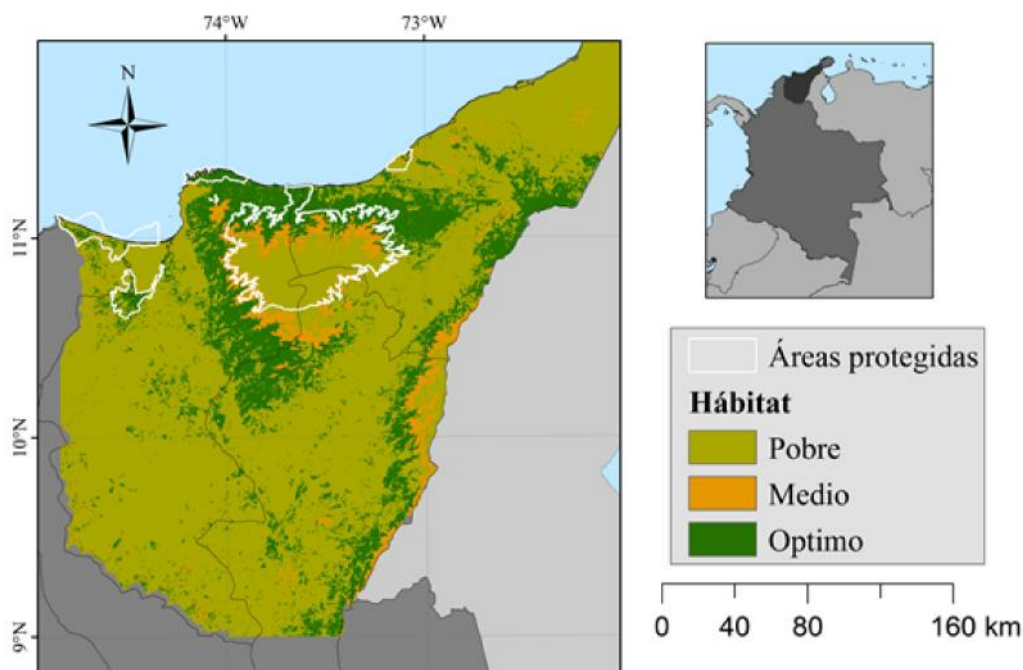 74°W 73°W
N
11°N
10°N
9°N
Áreas protegidas
Hábitat
Pobre
Medio
Optimo
0 40 80 160 km